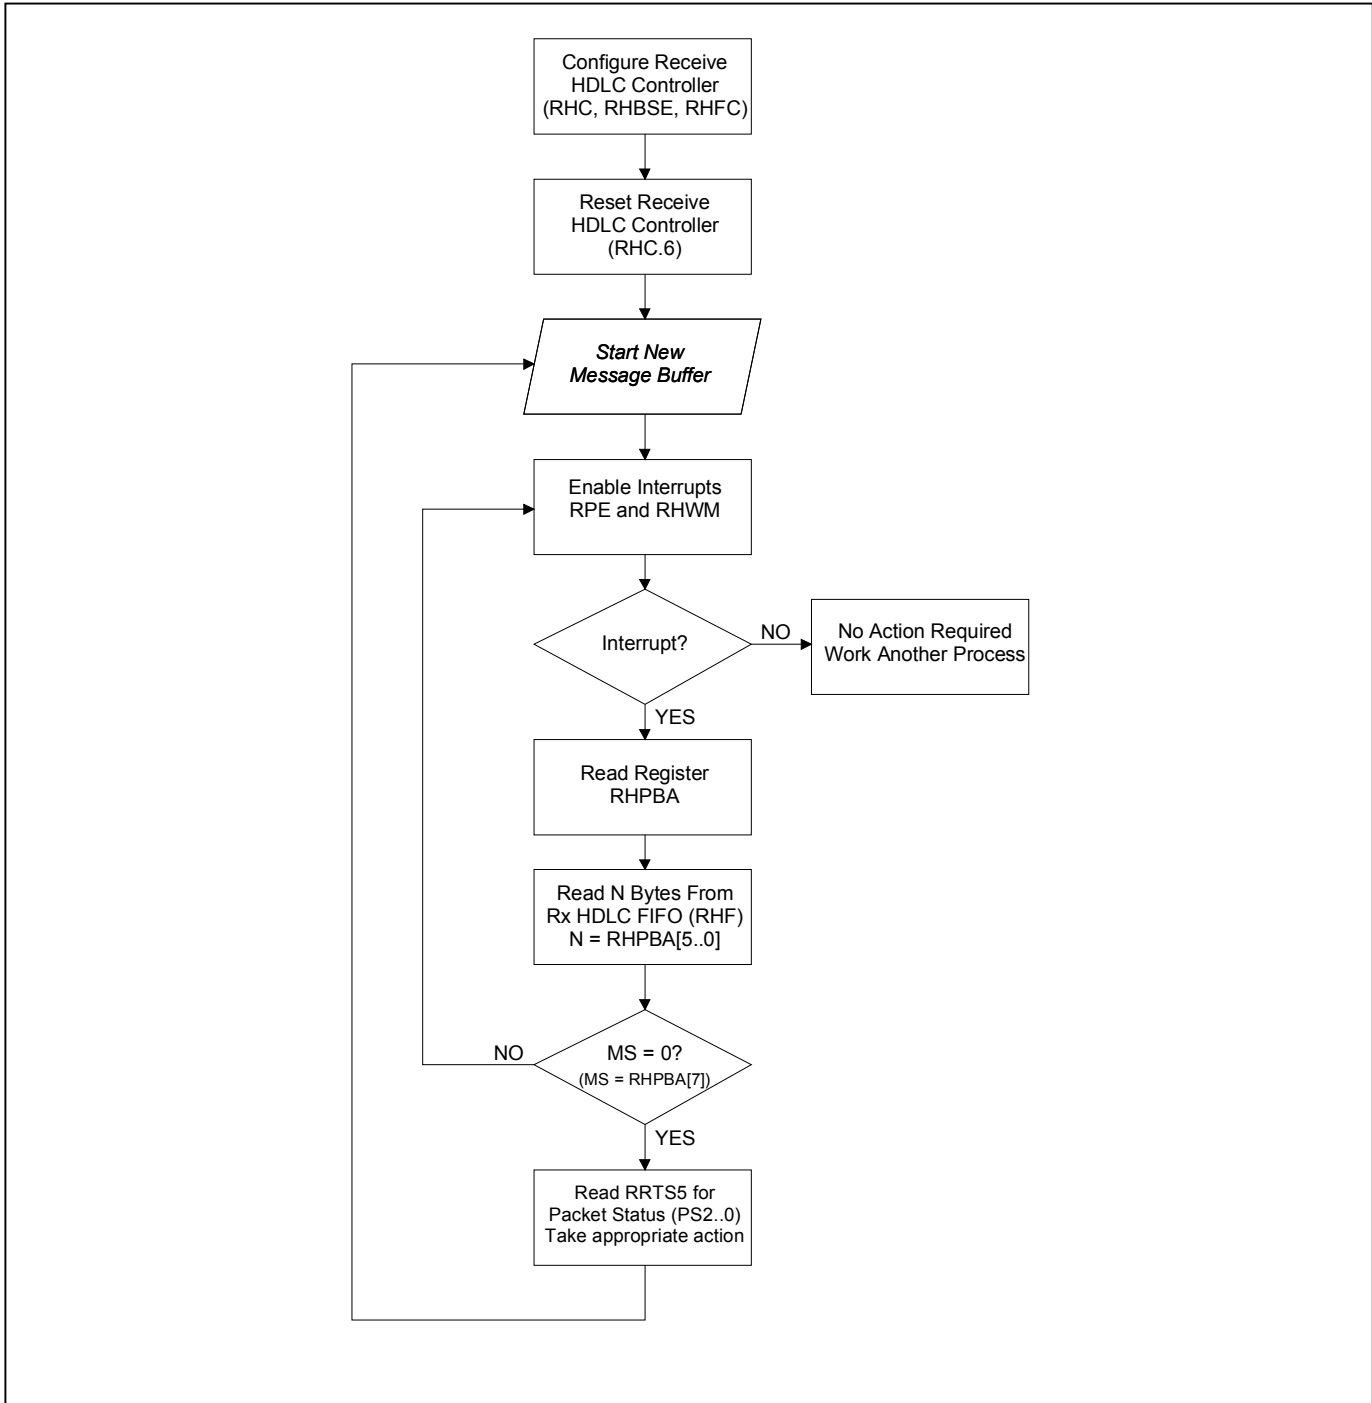 Configure Receive
HDLC Controller
(RHC, RHBSE, RHFC)
Reset Receive
HDLC Controller
(RHC.6)
Start New
Message Buffer
Enable Interrupts
RPE and RHWM
Interrupt?
NO
No Action Required
Work Another Process
YES
Read Register
RHPBA
Read N Bytes From
Rx HDLC FIFO (RHF)
N = RHPBA[5..0]
NO
MS = 0?
(MS = RHPBA[7])
YES
Read RRTS5 for
Packet Status (PS2..0)
Take appropriate action